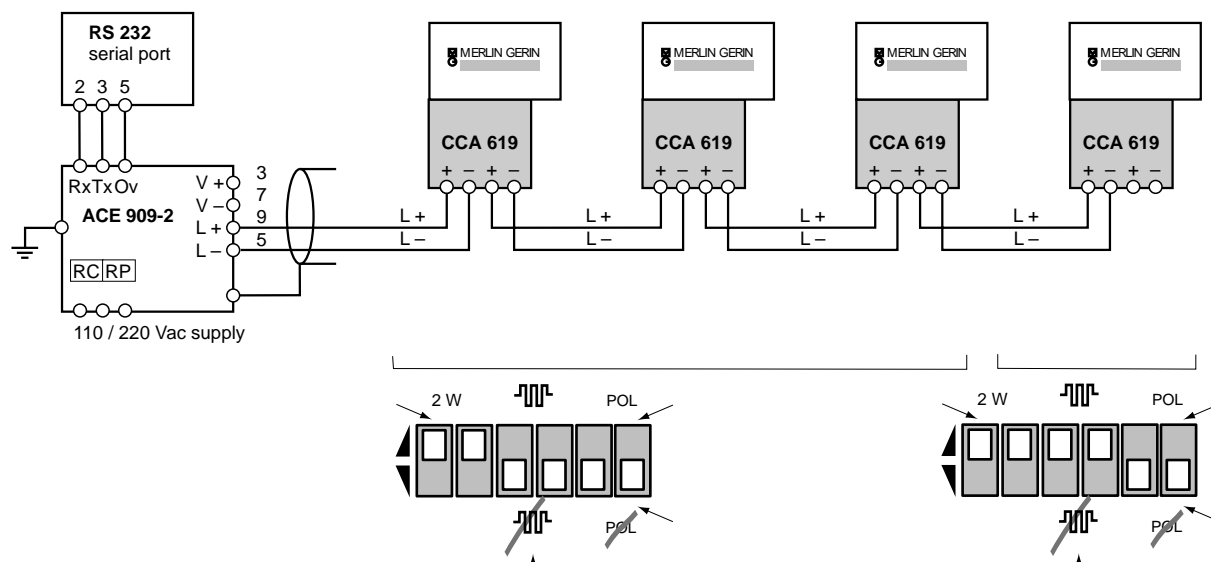 RS 232
serial port
2 3 5
RxTxOv
ACE 909-2
RC RP
V + 3
V – 7
L + 9
L – 5
110 / 220 Vac supply
MERLIN GERIN
CCA 619
+ – + –
MERLIN GERIN
CCA 619
+ – + –
MERLIN GERIN
CCA 619
+ – + –
MERLIN GERIN
CCA 619
+ – + –
L +
L –
L +
L –
L +
L –
L +
L –
2 W POL
POL
2 W POL
POL